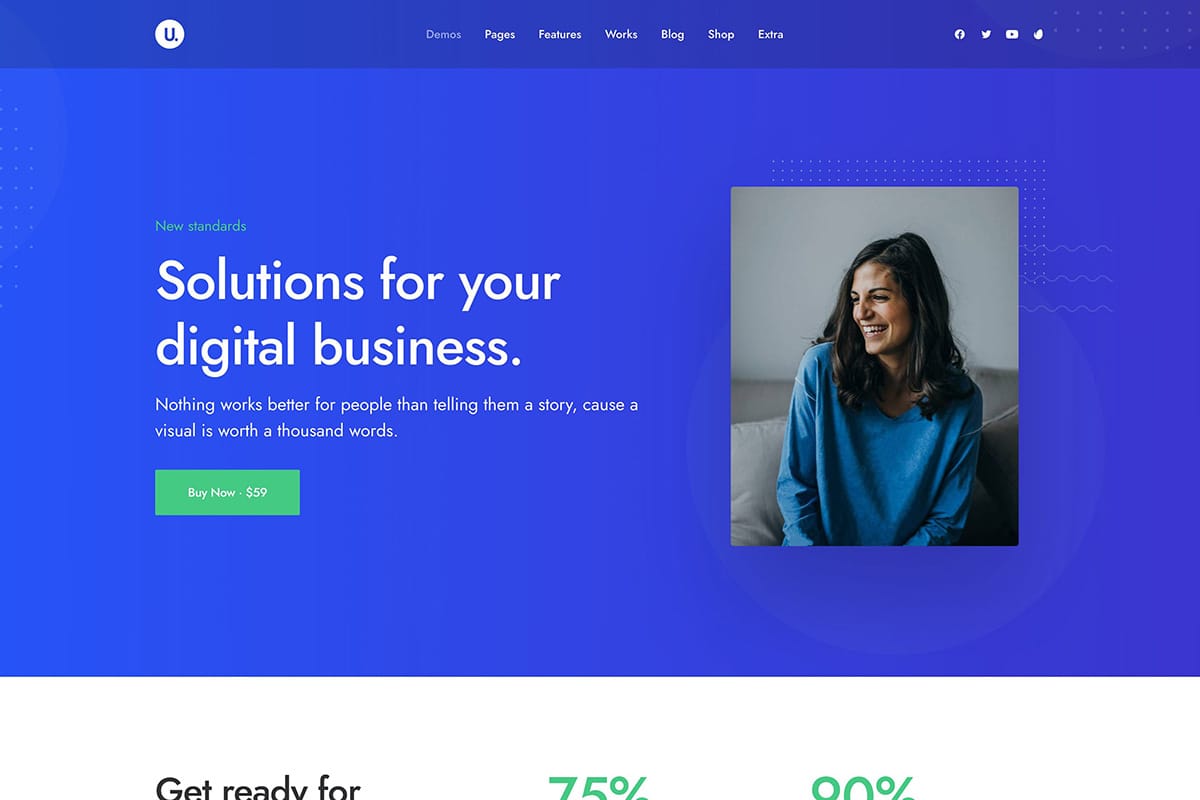 U.
Demos Pages Features Works Blog Shop Extra
New standards
Solutions for your
digital business.
Nothing works better for people than telling them a story, cause a
visual is worth a thousand words.
Buy Now · $59
Get ready for 75% 90%